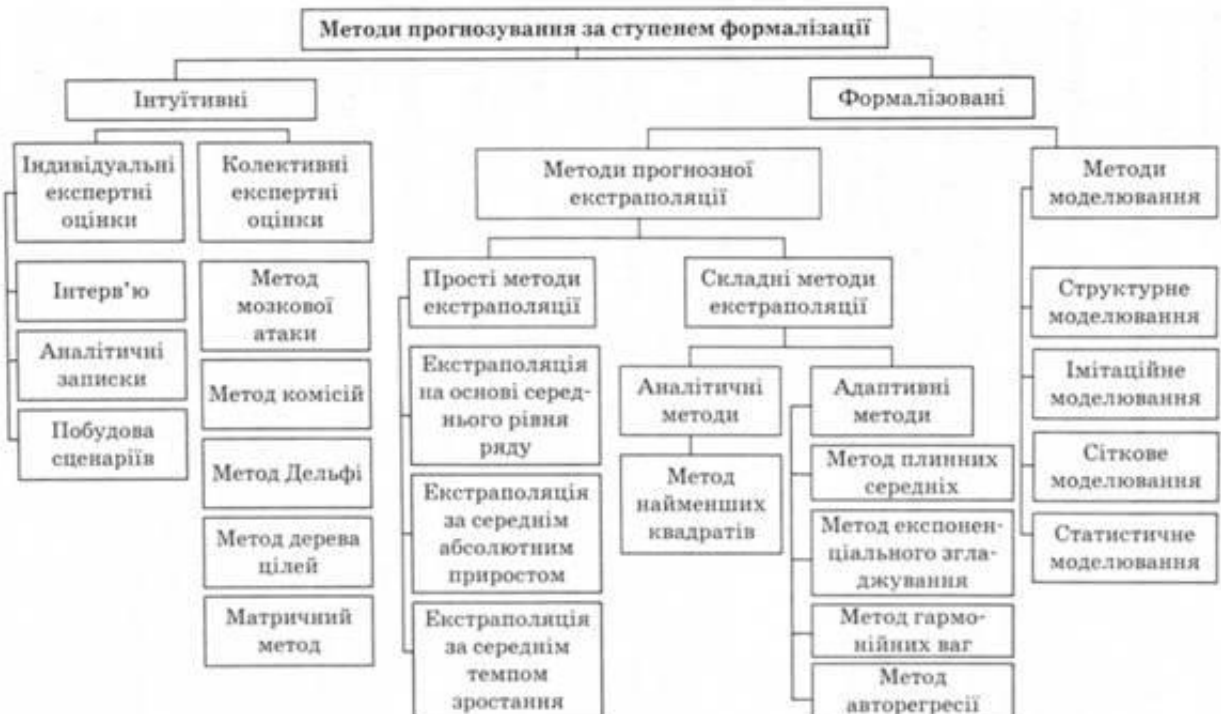 Методи прогнозування за ступенем формалізації
Інтуїтивні
Формалізовані
Індивідуальні
експертні
оцінки
Колективні
експертні
оцінки
Методи прогнозної
екстраполяції
Методи
моделювання
Інтерв’ю
Аналітичні
записки
Побудова
сценаріїв
Метод
мозкової
атаки
Метод комісій
Метод Дельфі
Метод дерева
цілей
Матричний
метод
Прості методи
екстраполяції
Складні методи
екстраполяції
Екстраполяція
на основі серед-
нього рівня
ряду
Екстраполяція
за середнім
абсолютним
приростом
Екстраполяція
за середнім
темпом
зростання
Аналітичні
методи
Метод
найменших
квадратів
Адаптивні
методи
Метод плинних
середніх
Метод експонен-
ціального згла-
джування
Метод гармо-
нійних ваг
Метод
авторегресії
Структурне
моделювання
Імітаційне
моделювання
Сіткове
моделювання
Статистичне
моделювання